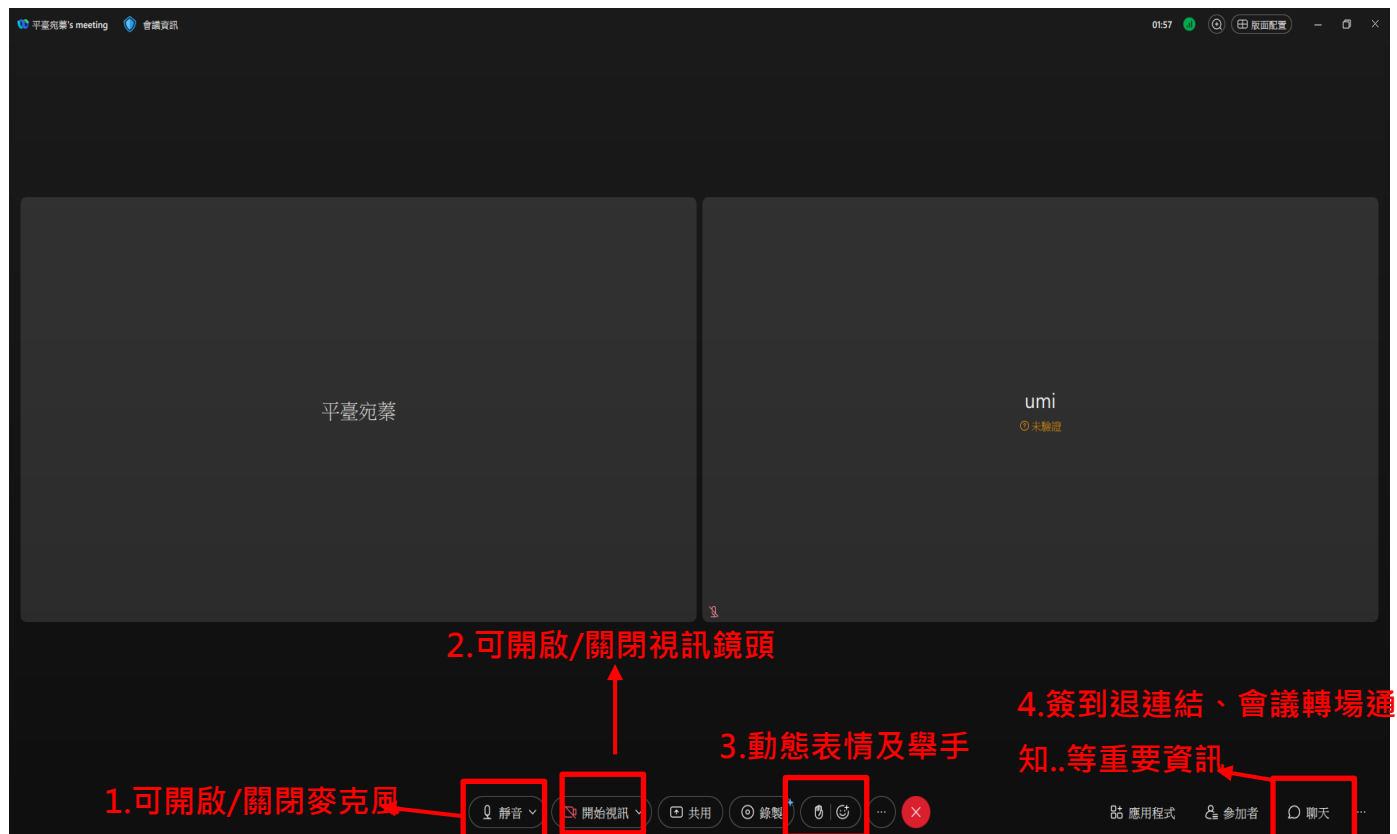 平臺宛蓁's meeting 會議資訊 01:57 版面配置
平臺宛蓁
umi
未驗證
2.可開啟/關閉視訊鏡頭
4.簽到退連結、會議轉場通
知..等重要資訊
3.動態表情及舉手
1.可開啟/關閉麥克風
靜音 開始視訊 共用 錄製 應用程式 參加者 聊天